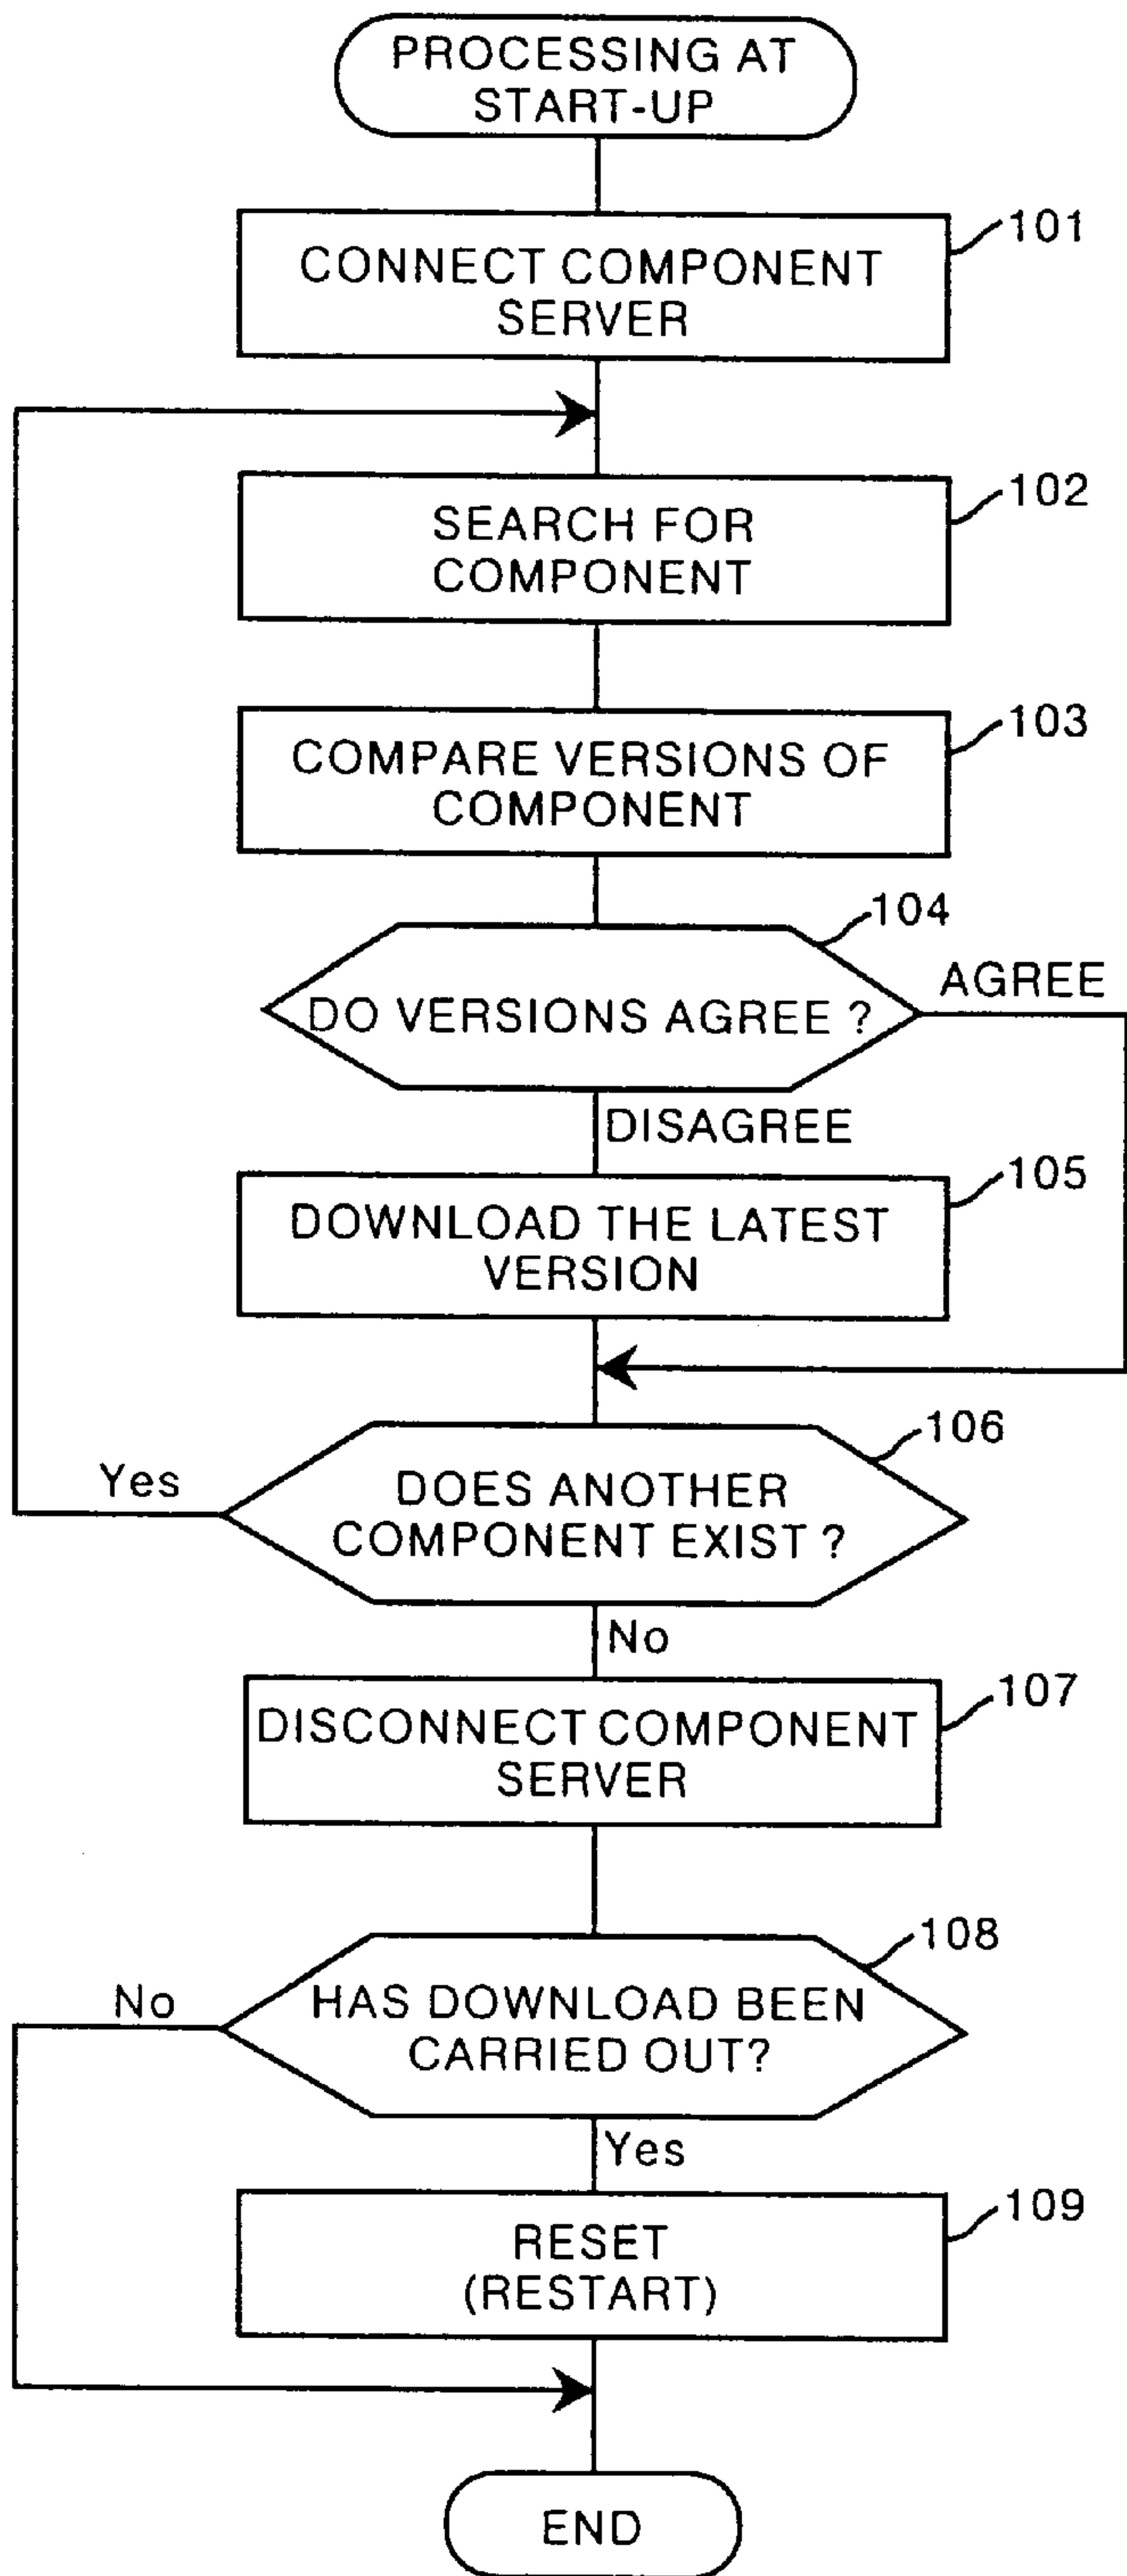 PROCESSING AT
START-UP
101
CONNECT COMPONENT
SERVER
102
SEARCH FOR
COMPONENT
103
COMPARE VERSIONS OF
COMPONENT
104
AGREE
DO VERSIONS AGREE ?
DISAGREE
105
DOWNLOAD THE LATEST
VERSION
106
Yes
DOES ANOTHER
COMPONENT EXIST ?
No
107
DISCONNECT COMPONENT
SERVER
108
No
HAS DOWNLOAD BEEN
CARRIED OUT?
Yes
109
RESET
(RESTART)
END